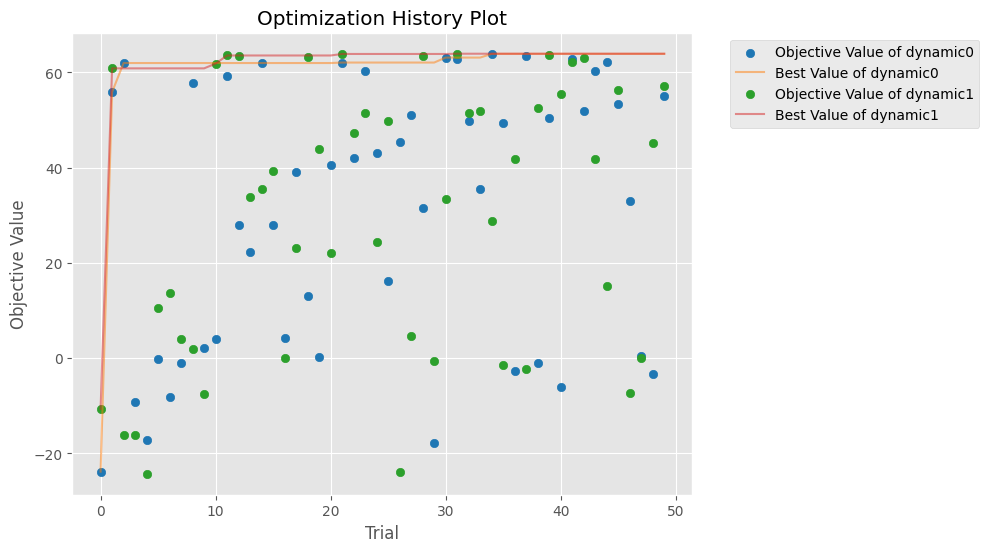 Optimization History Plot
Objective Value
60
40
20
0
−20
0
10
20
30
40
50
Trial
Objective Value of dynamic0
Best Value of dynamic0
Objective Value of dynamic1
Best Value of dynamic1